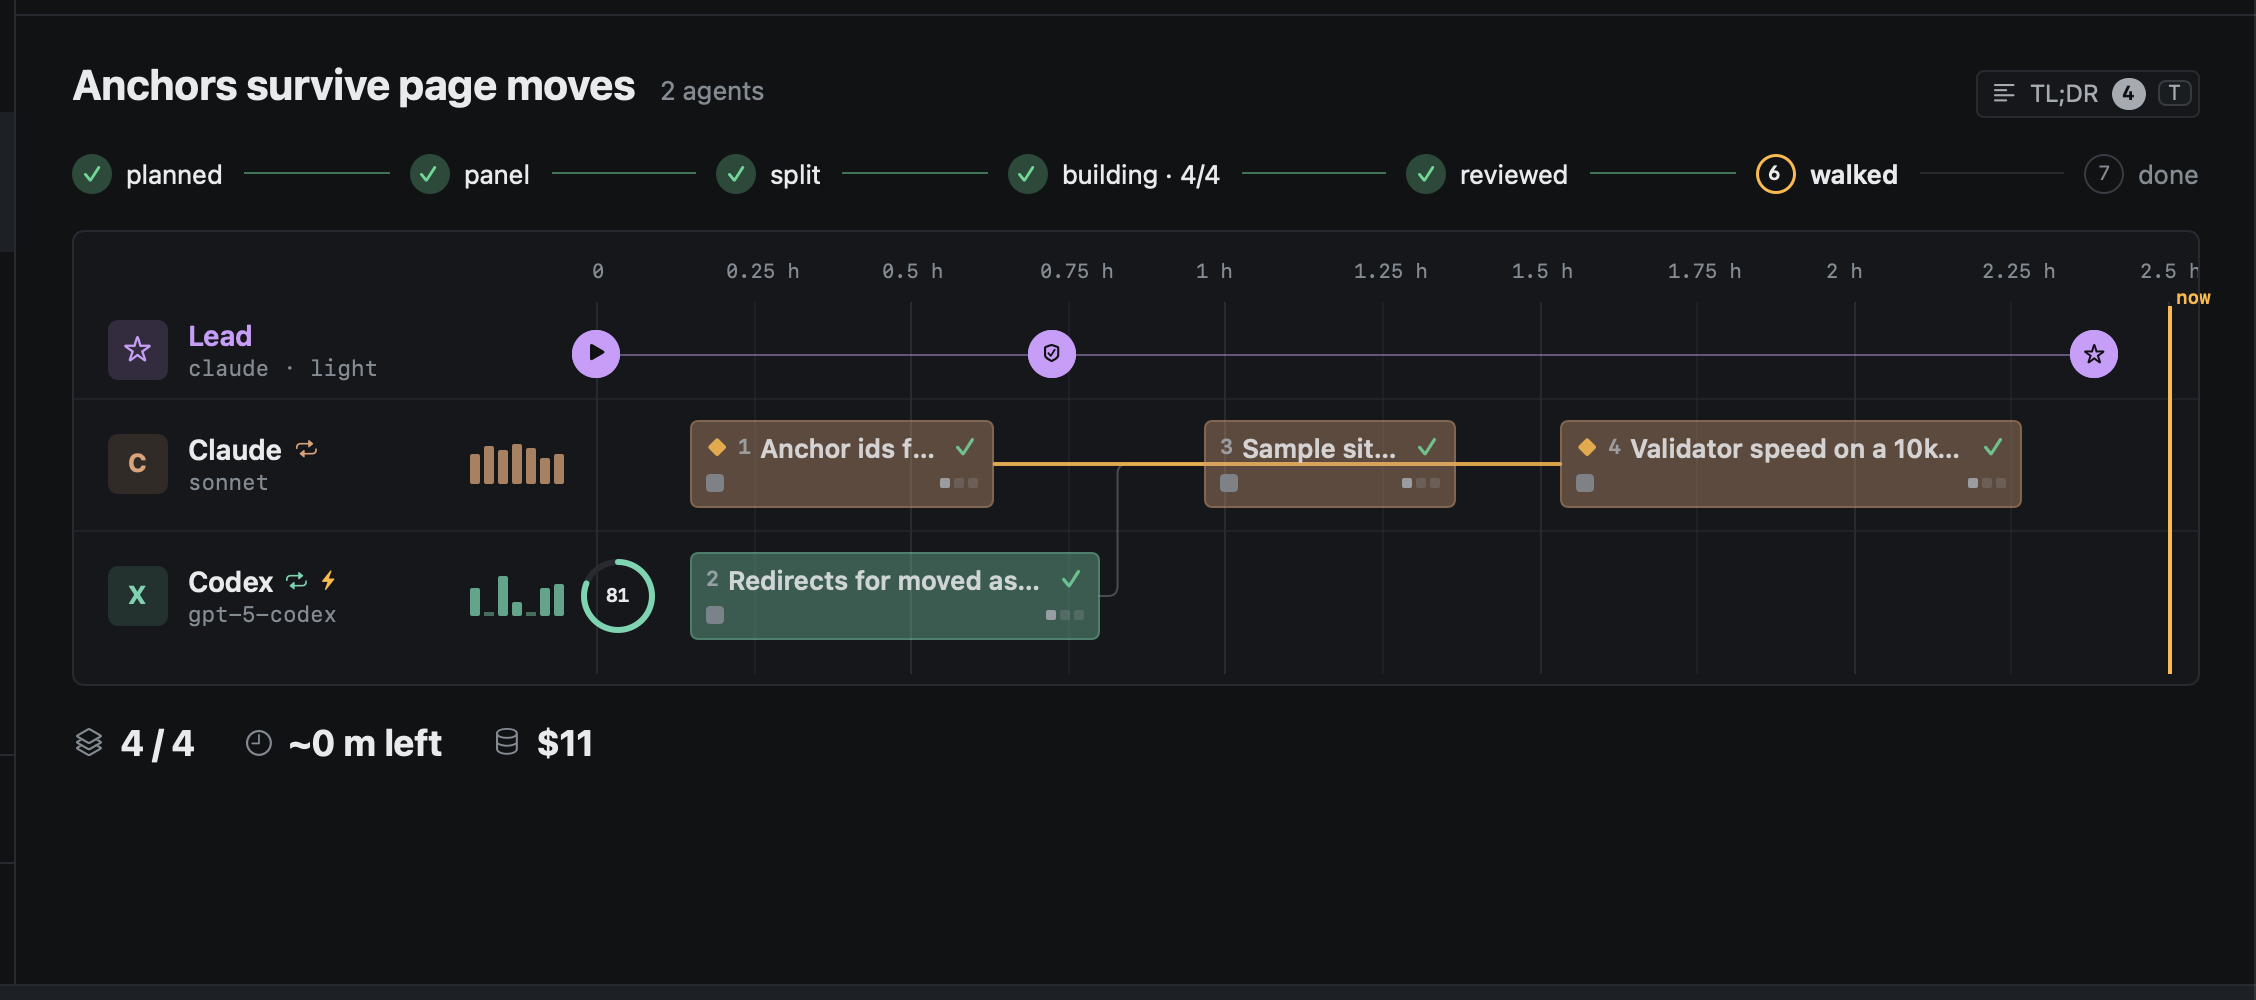 Anchors survive page moves 2 agents
TL;DR 4 T
planned panel split building · 4/4 reviewed 6 walked 7 done
0 0.25 h 0.5 h 0.75 h 1 h 1.25 h 1.5 h 1.75 h 2 h 2.25 h 2.5 h
now
Lead
claude · light
C Claude
sonnet
1 Anchor ids f...
3 Sample sit...
4 Validator speed on a 10k...
X Codex
gpt-5-codex
81
2 Redirects for moved as...
4 / 4 ~0 m left $11